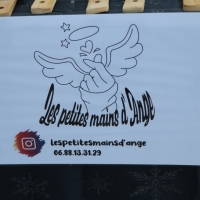 Les petites mains d'Ange
lespetitesmainsd'ange
06.88.13.31.29